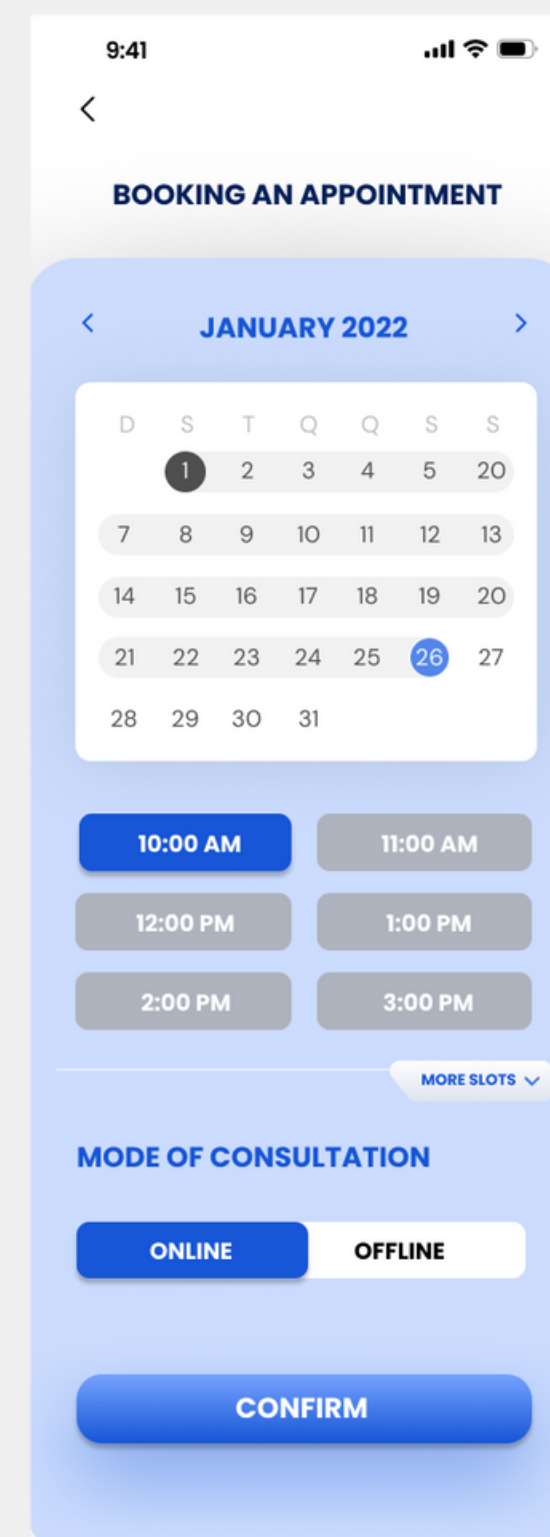 9:41
BOOKING AN APPOINTMENT
JANUARY 2022
D S T Q Q S S
1 2 3 4 5 20
7 8 9 10 11 12 13
14 15 16 17 18 19 20
21 22 23 24 25 26 27
28 29 30 31
10:00 AM 11:00 AM
12:00 PM 1:00 PM
2:00 PM 3:00 PM
MORE SLOTS
MODE OF CONSULTATION
ONLINE OFFLINE
CONFIRM